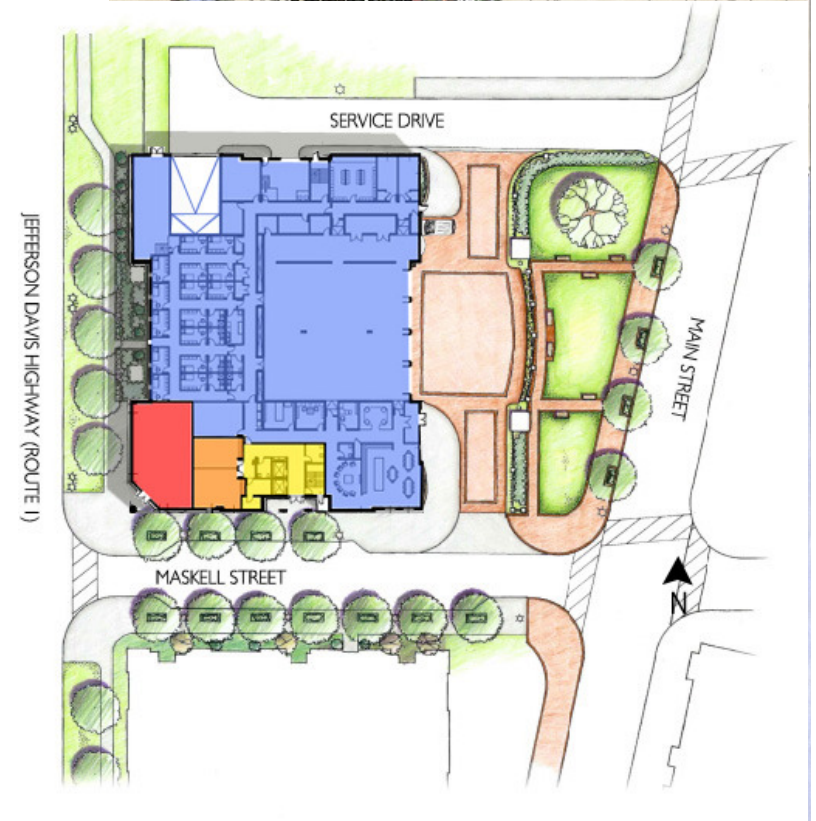 SERVICE DRIVE
JEFFERSON DAVIS HIGHWAY (ROUTE 1)
MAIN STREET
MASKELL STREET
N